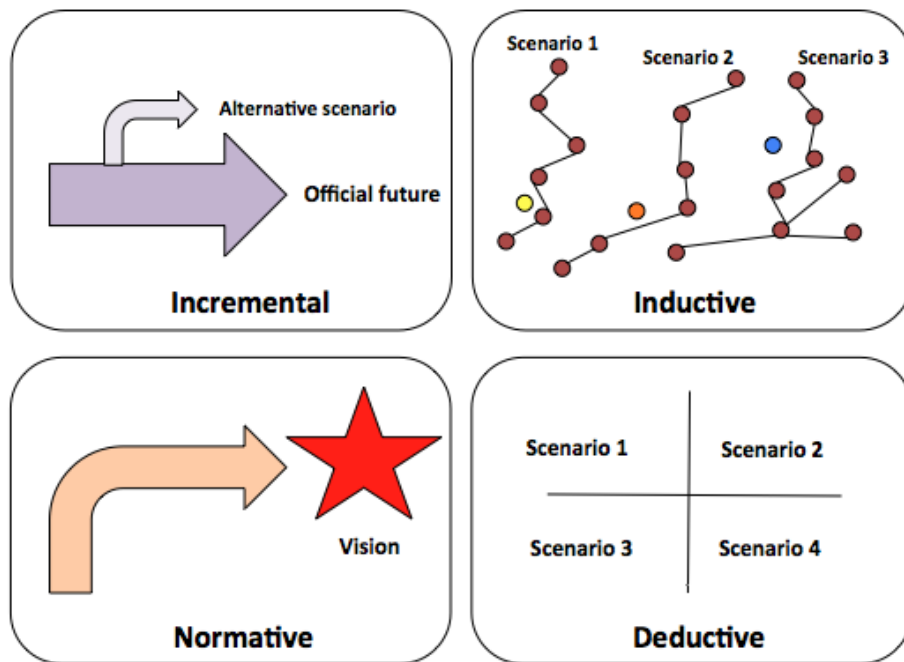 Alternative scenario
Official future
Incremental
Scenario 1
Scenario 2
Scenario 3
Inductive
Vision
Normative
Scenario 1
Scenario 2
Scenario 3
Scenario 4
Deductive